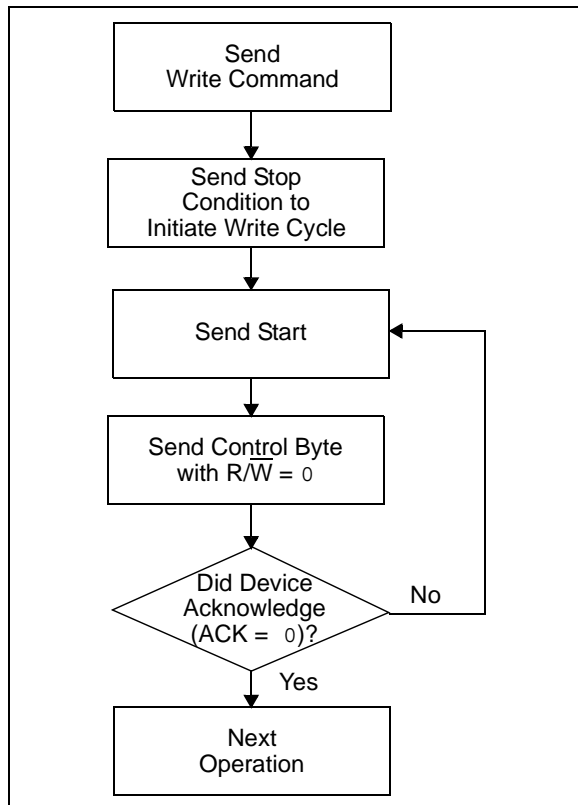 Send
Write Command
Send Stop
Condition to
Initiate Write Cycle
Send Start
Send Control Byte
with R/W̅ = 0
Did Device
Acknowledge
(ACK = 0)?
No
Yes
Next
Operation